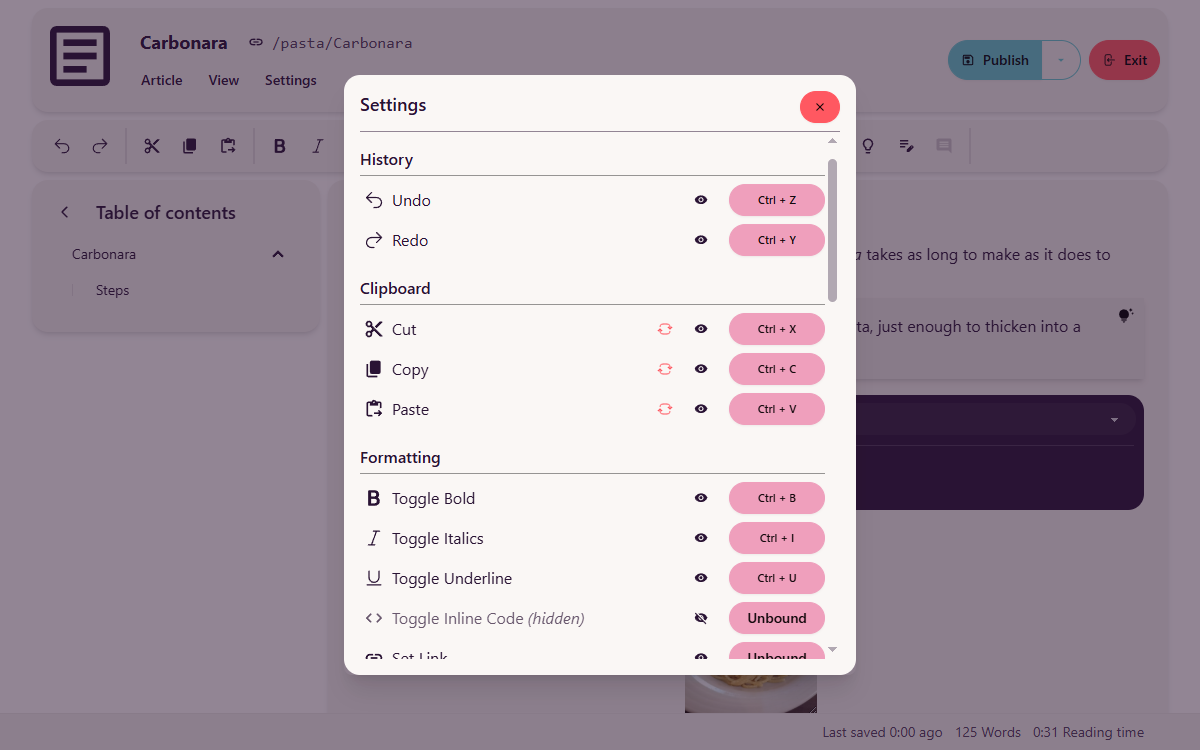 Carbonara /pasta/Carbonara
Article View Settings
Publish Exit
Settings
B I
History
Undo Ctrl + Z
Redo Ctrl + Y
Clipboard
Cut Ctrl + X
Copy Ctrl + C
Paste Ctrl + V
Formatting
B Toggle Bold Ctrl + B
I Toggle Italics Ctrl + I
U Toggle Underline Ctrl + U
Toggle Inline Code (hidden) Unbound
Set Link Unbound
Table of contents
Carbonara
Steps
takes as long to make as it does to
ta, just enough to thicken into a
Last saved 0:00 ago 125 Words 0:31 Reading time